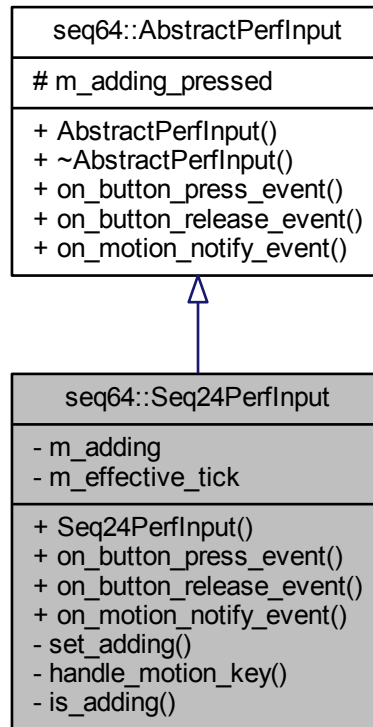 seq64::AbstractPerfInput
# m_adding_pressed
+ AbstractPerfInput()
+ ~AbstractPerfInput()
+ on_button_press_event()
+ on_button_release_event()
+ on_motion_notify_event()
seq64::Seq24PerfInput
- m_adding
- m_effective_tick
+ Seq24PerfInput()
+ on_button_press_event()
+ on_button_release_event()
+ on_motion_notify_event()
- set_adding()
- handle_motion_key()
- is_adding()